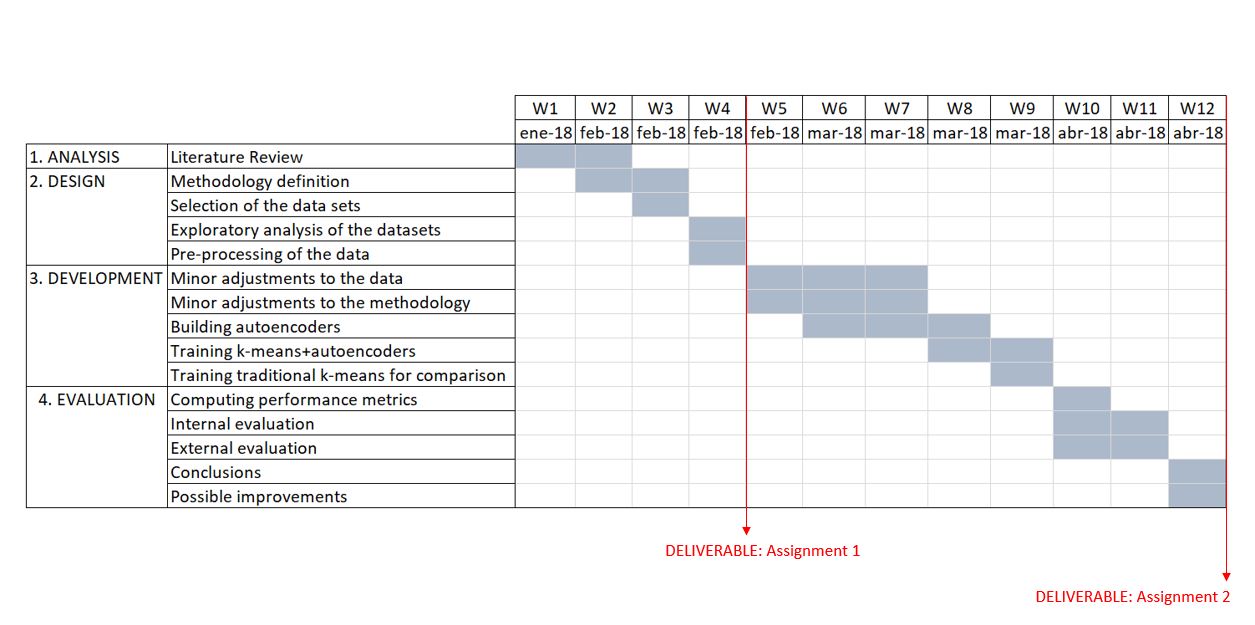 W1 W2 W3 W4 W5 W6 W7 W8 W9 W10 W11 W12
ene-18 feb-18 feb-18 feb-18 feb-18 mar-18 mar-18 mar-18 mar-18 abr-18 abr-18 abr-18
1. ANALYSIS Literature Review
2. DESIGN Methodology definition
Selection of the data sets
Exploratory analysis of the datasets
Pre-processing of the data
3. DEVELOPMENT Minor adjustments to the data
Minor adjustments to the methodology
Building autoencoders
Training k-means+autoencoders
Training traditional k-means for comparison
4. EVALUATION Computing performance metrics
Internal evaluation
External evaluation
Conclusions
Possible improvements
DELIVERABLE: Assignment 1
DELIVERABLE: Assignment 2